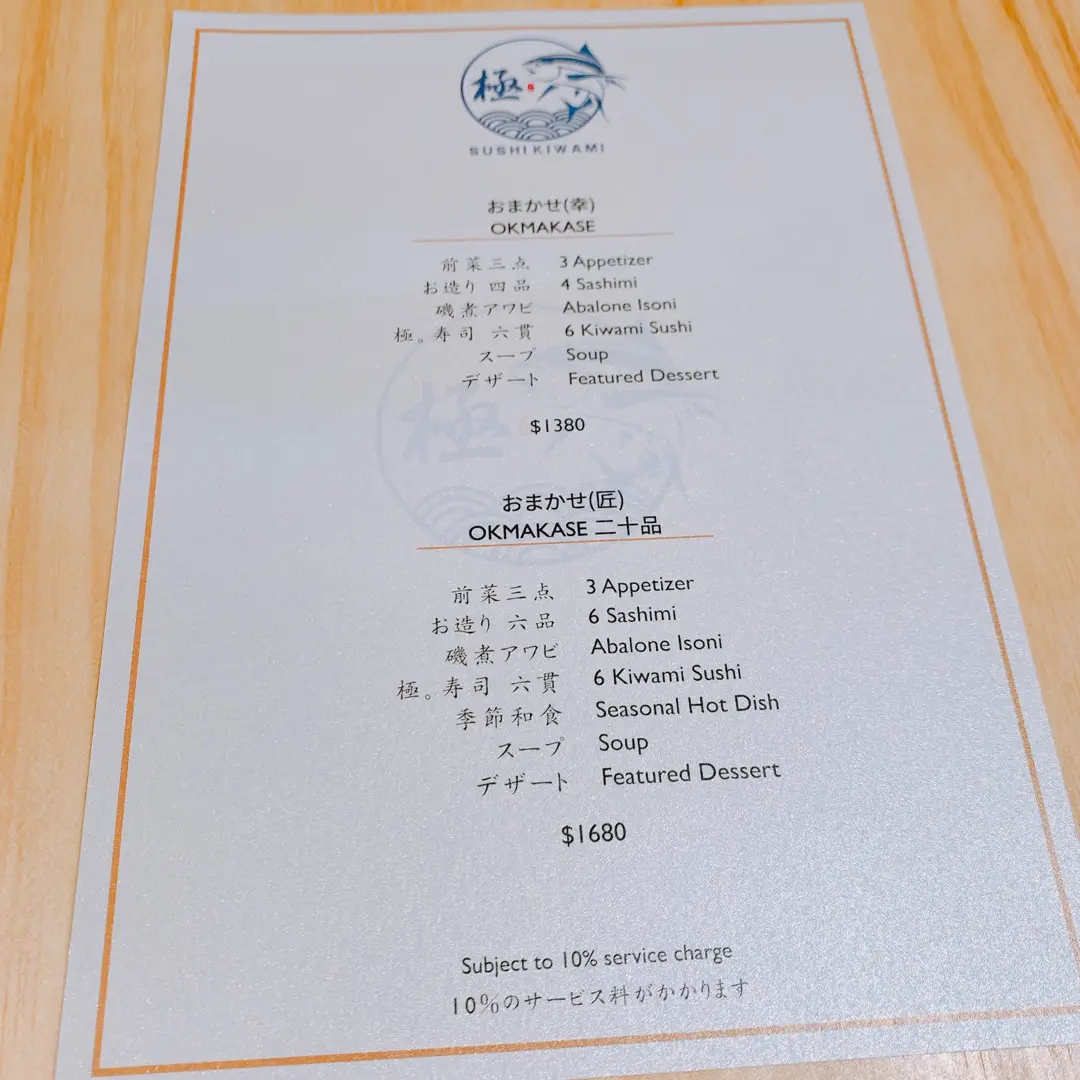 極
SUSHI KIWAMI
おまかせ(幸)
OKMAKASE
前菜三点 3 Appetizer
お造り 四品 4 Sashimi
磯煮アワビ Abalone Isoni
極。寿司 六貫 6 Kiwami Sushi
スープ Soup
デザート Featured Dessert
$1380
おまかせ(匠)
OKMAKASE 二十品
前菜三点 3 Appetizer
お造り 六品 6 Sashimi
磯煮アワビ Abalone Isoni
極。寿司 六貫 6 Kiwami Sushi
季節和食 Seasonal Hot Dish
スープ Soup
デザート Featured Dessert
$1680
Subject to 10% service charge
10%のサービス料がかかります